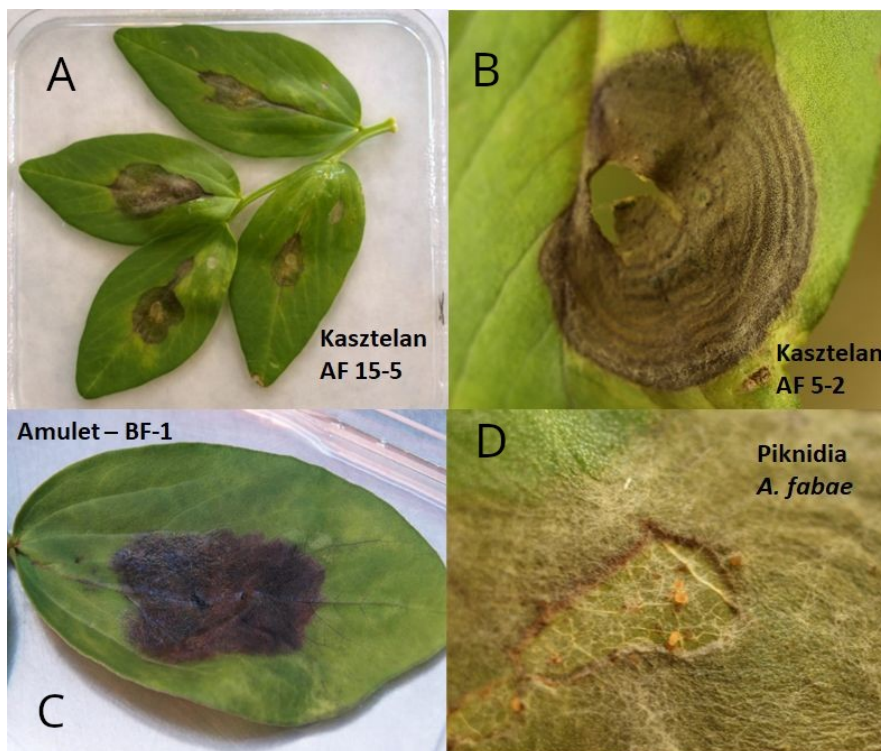 A
Kasztelan
AF 15-5
B
Kasztelan
AF 5-2
Amulet – BF-1
C
D
Piknidia
A. fabae